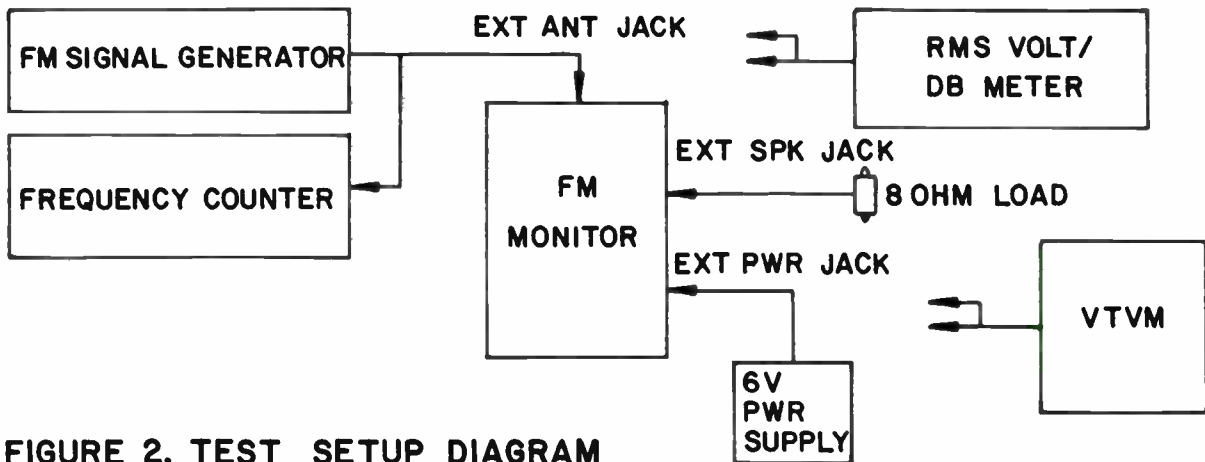 FM SIGNAL GENERATOR
EXT ANT JACK
RMS VOLT/
DB METER
FREQUENCY COUNTER
FM
MONITOR
EXT SPK JACK
8 OHM LOAD
EXT PWR JACK
VTVM
6V
PWR
SUPPLY
FIGURE 2. TEST SETUP DIAGRAM